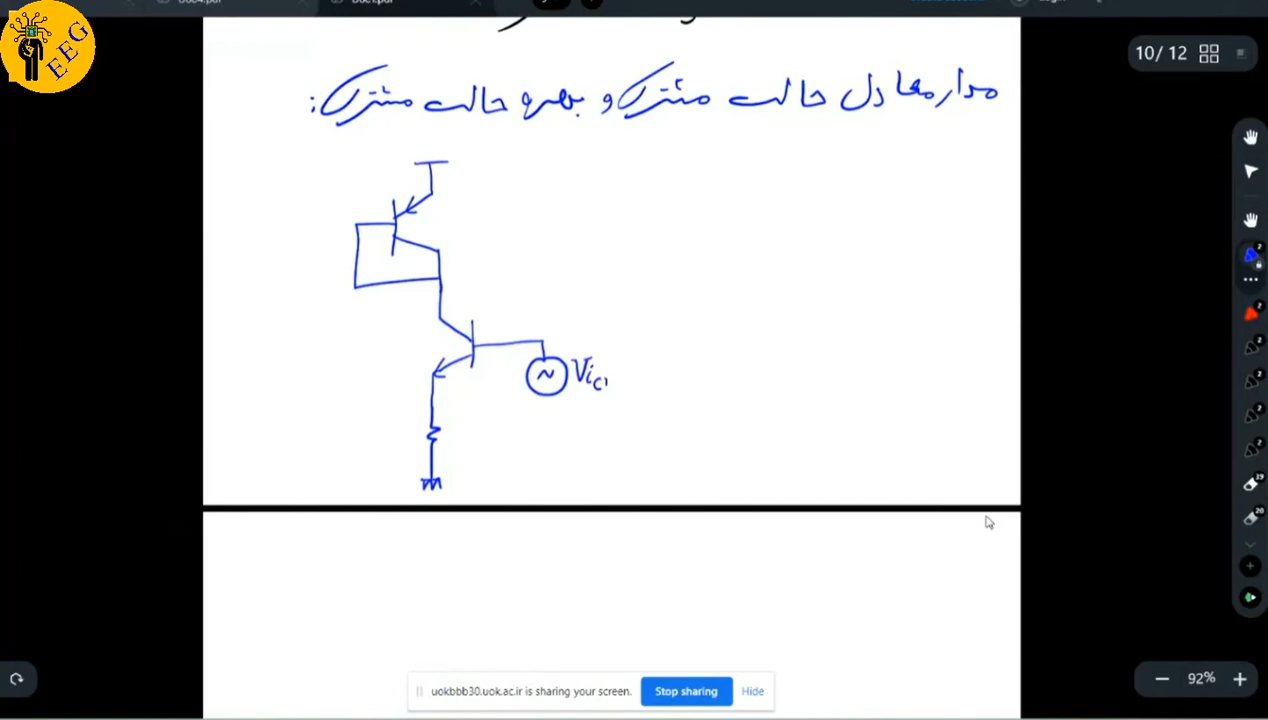 EEG
10/ 12
مدار معادل حالت مشترک و بهره حالت مشترک:
Vic
uokbbb30.uok.ac.ir is sharing your screen.
Stop sharing
Hide
92%